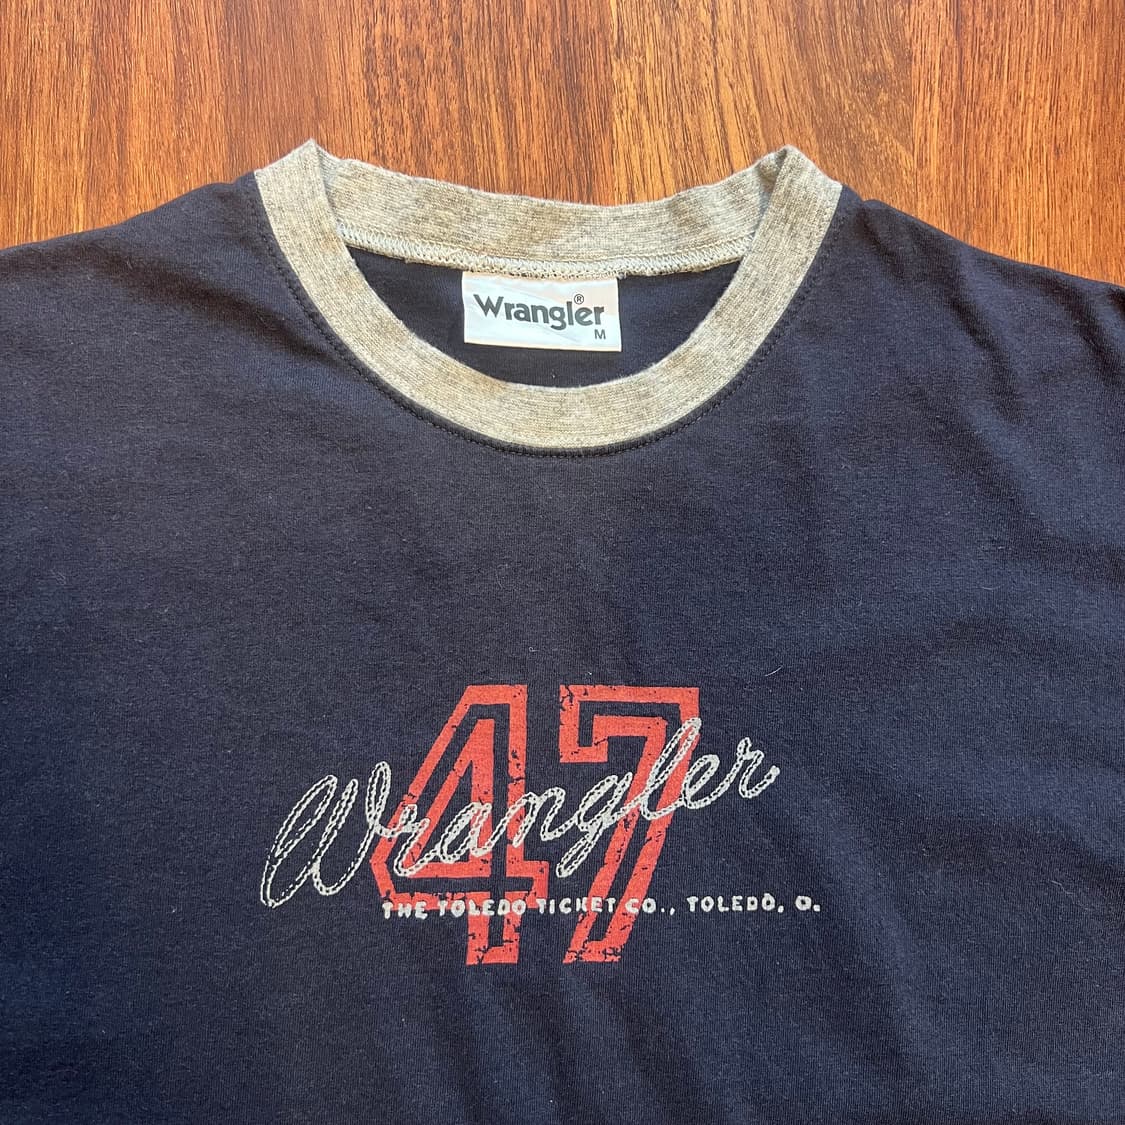 Wrangler®
M
47
Wrangler
THE TOLEDO TICKET CO., TOLEDO, O.